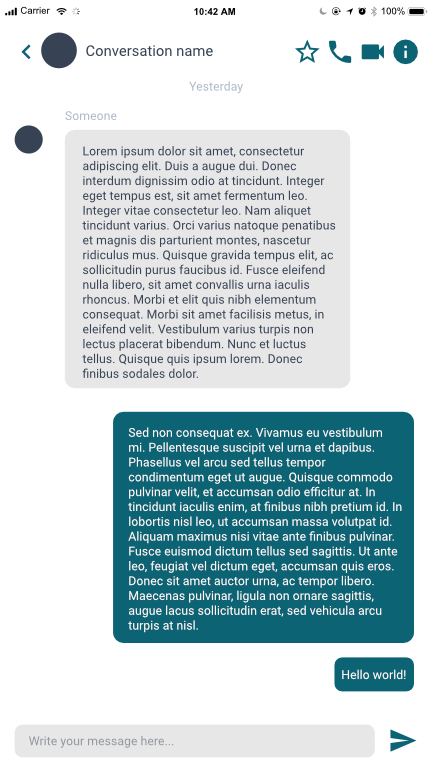 Carrier 10:42 AM 100%
Conversation name
Yesterday
Someone
Lorem ipsum dolor sit amet, consectetur
adipiscing elit. Duis a augue dui. Donec
interdum dignissim odio at tincidunt. Integer
eget tempus est, sit amet fermentum leo.
Integer vitae consectetur leo. Nam aliquet
tincidunt varius. Orci varius natoque penatibus
et magnis dis parturient montes, nascetur
ridiculus mus. Quisque gravida tempus elit, ac
sollicitudin purus faucibus id. Fusce eleifend
nulla libero, sit amet convallis urna iaculis
rhoncus. Morbi et elit quis nibh elementum
consequat. Morbi sit amet facilisis metus, in
eleifend velit. Vestibulum varius turpis non
lectus placerat bibendum. Nunc et luctus
tellus. Quisque quis ipsum lorem. Donec
finibus sodales dolor.
Sed non consequat ex. Vivamus eu vestibulum
mi. Pellentesque suscipit vel urna et dapibus.
Phasellus vel arcu sed tellus tempor
condimentum eget ut augue. Quisque commodo
pulvinar velit, et accumsan odio efficitur at. In
tincidunt iaculis enim, at finibus nibh pretium id. In
lobortis nisl leo, ut accumsan massa volutpat id.
Aliquam maximus nisi vitae ante finibus pulvinar.
Fusce euismod dictum tellus sed sagittis. Ut ante
leo, feugiat vel dictum eget, accumsan quis eros.
Donec sit amet auctor urna, ac tempor libero.
Maecenas pulvinar, ligula non ornare sagittis,
augue lacus sollicitudin erat, sed vehicula arcu
turpis at nisl.
Hello world!
Write your message here...